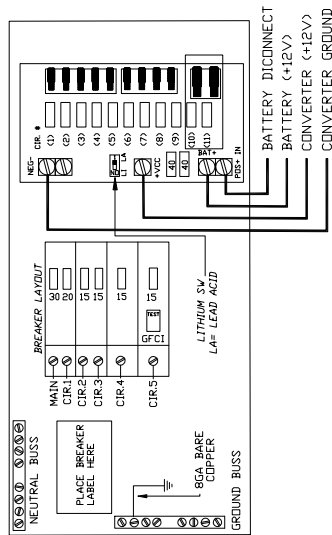 BATTERY DICONNECT
BATTERY (+12V)
CONVERTER (+12V)
CONVERTER GROUND
CIR. #
(1)
(2)
(3)
(4)
(5)
(6)
(7)
(8)
(9)
(10)
(11)
NEG-
LI LA
+VCC
40
40
BAT+
POS+ IN
BREAKER LAYOUT
30
20
15
15
15
15
TEST
GFCI
MAIN
CIR.1
CIR.2
CIR.3
CIR.4
CIR.5
LITHIUM SW
LA= LEAD ACID
NEUTRAL BUSS
PLACE BREAKER
LABEL HERE
8GA BARE
COPPER
GROUND BUSS